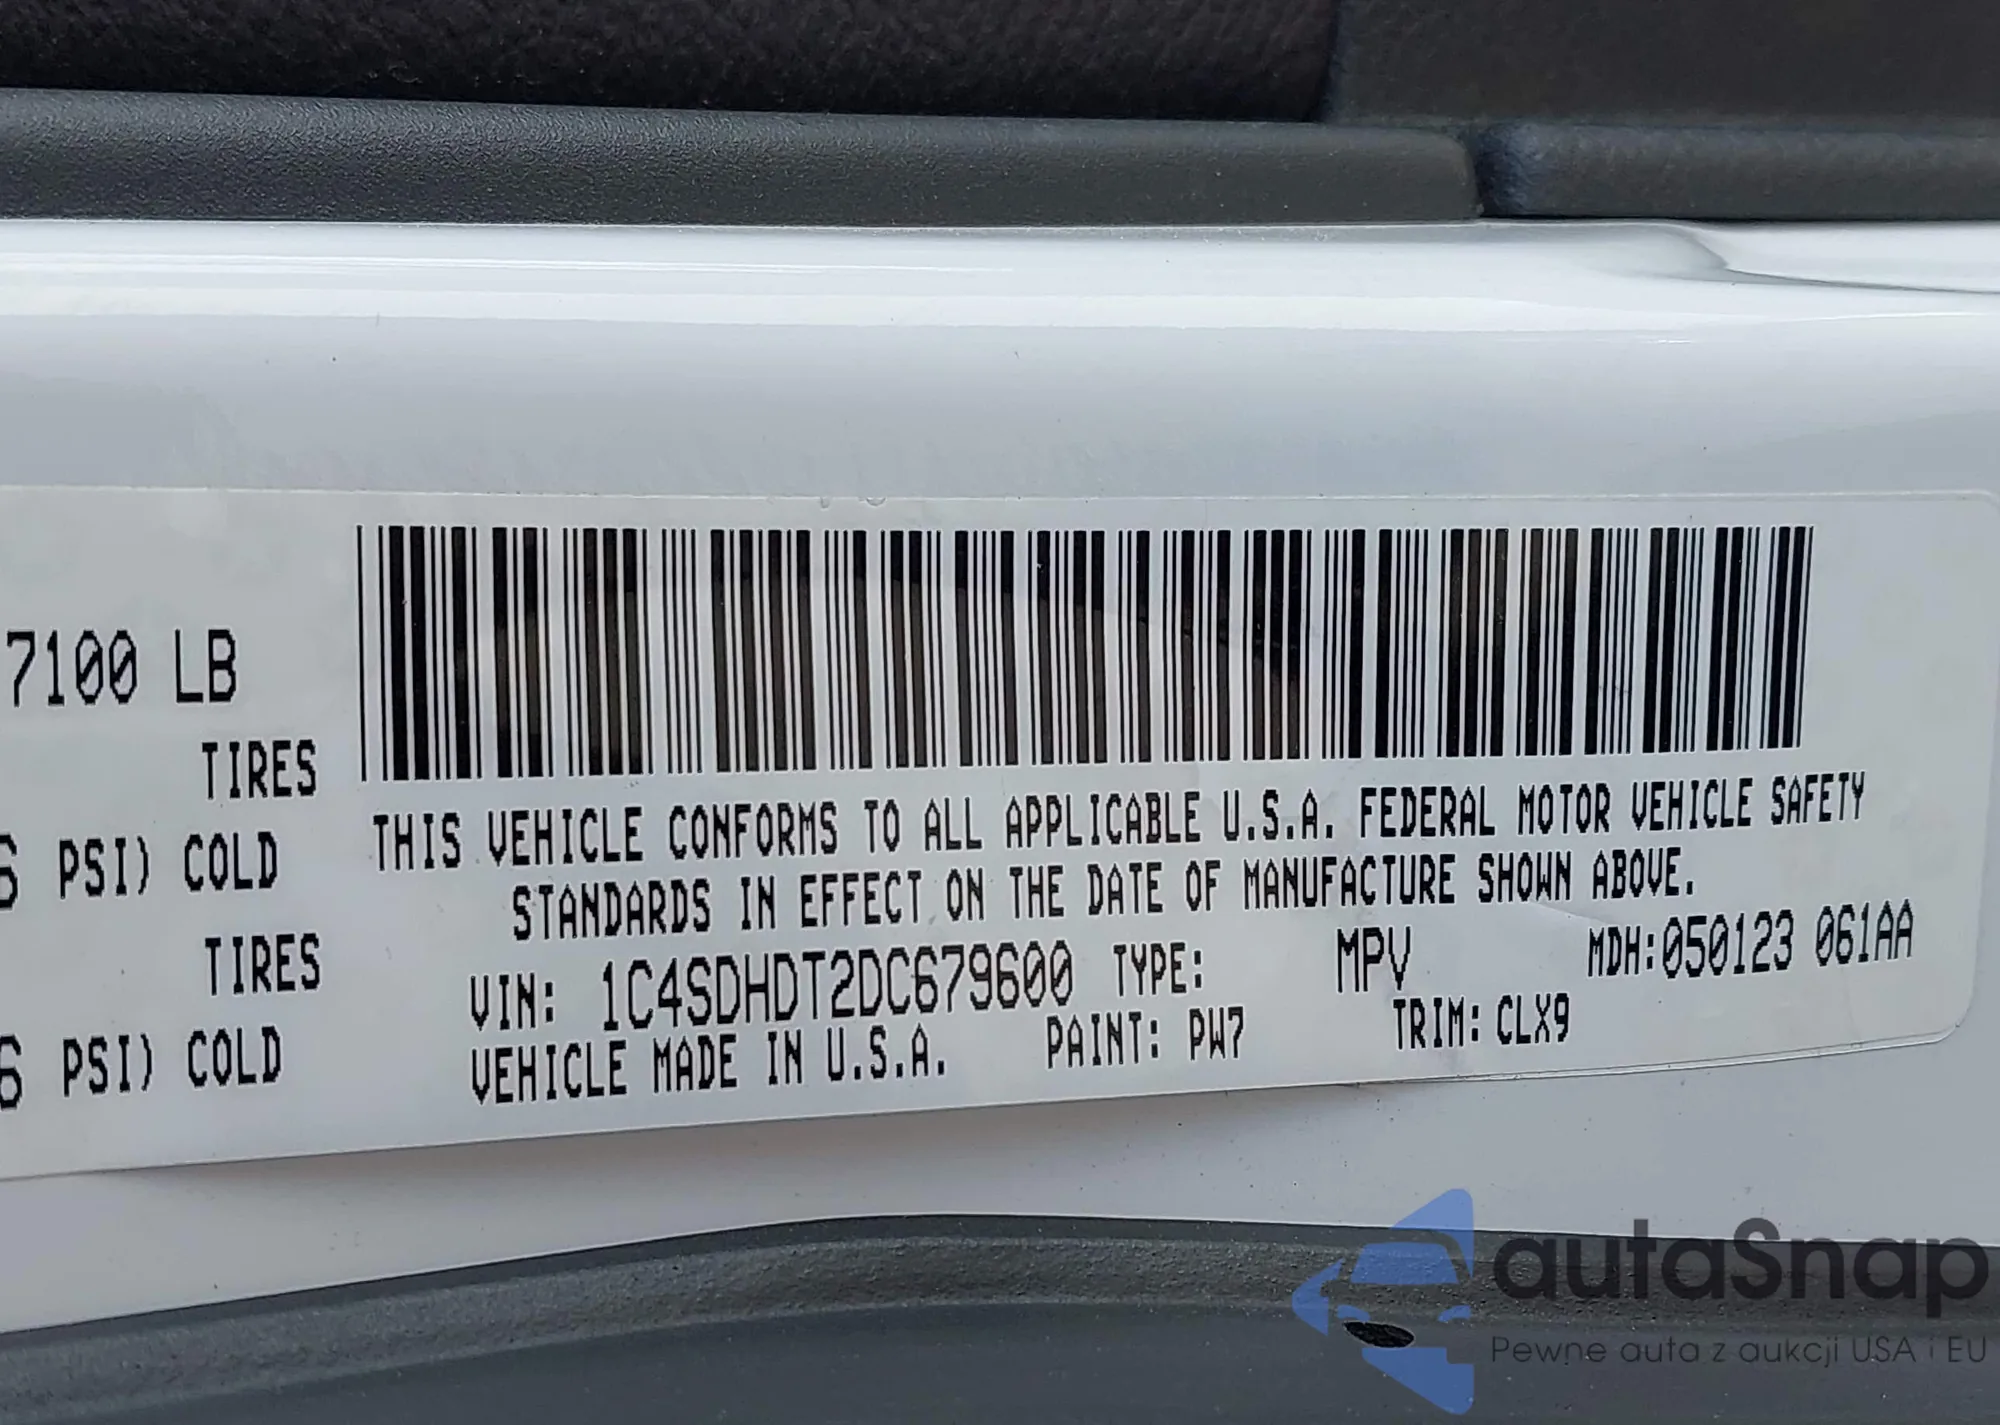 7100 LB
TIRES
6 PSI) COLD
TIRES
6 PSI) COLD
THIS VEHICLE CONFORMS TO ALL APPLICABLE U.S.A. FEDERAL MOTOR VEHICLE SAFETY
STANDARDS IN EFFECT ON THE DATE OF MANUFACTURE SHOWN ABOVE.
VIN: 1C4SDHDT2DC679600 TYPE: MPV MDH:050123 061AA
VEHICLE MADE IN U.S.A. PAINT: PW7 TRIM: CLX9
autaSnap
Pewne auta z aukcji USA i EU